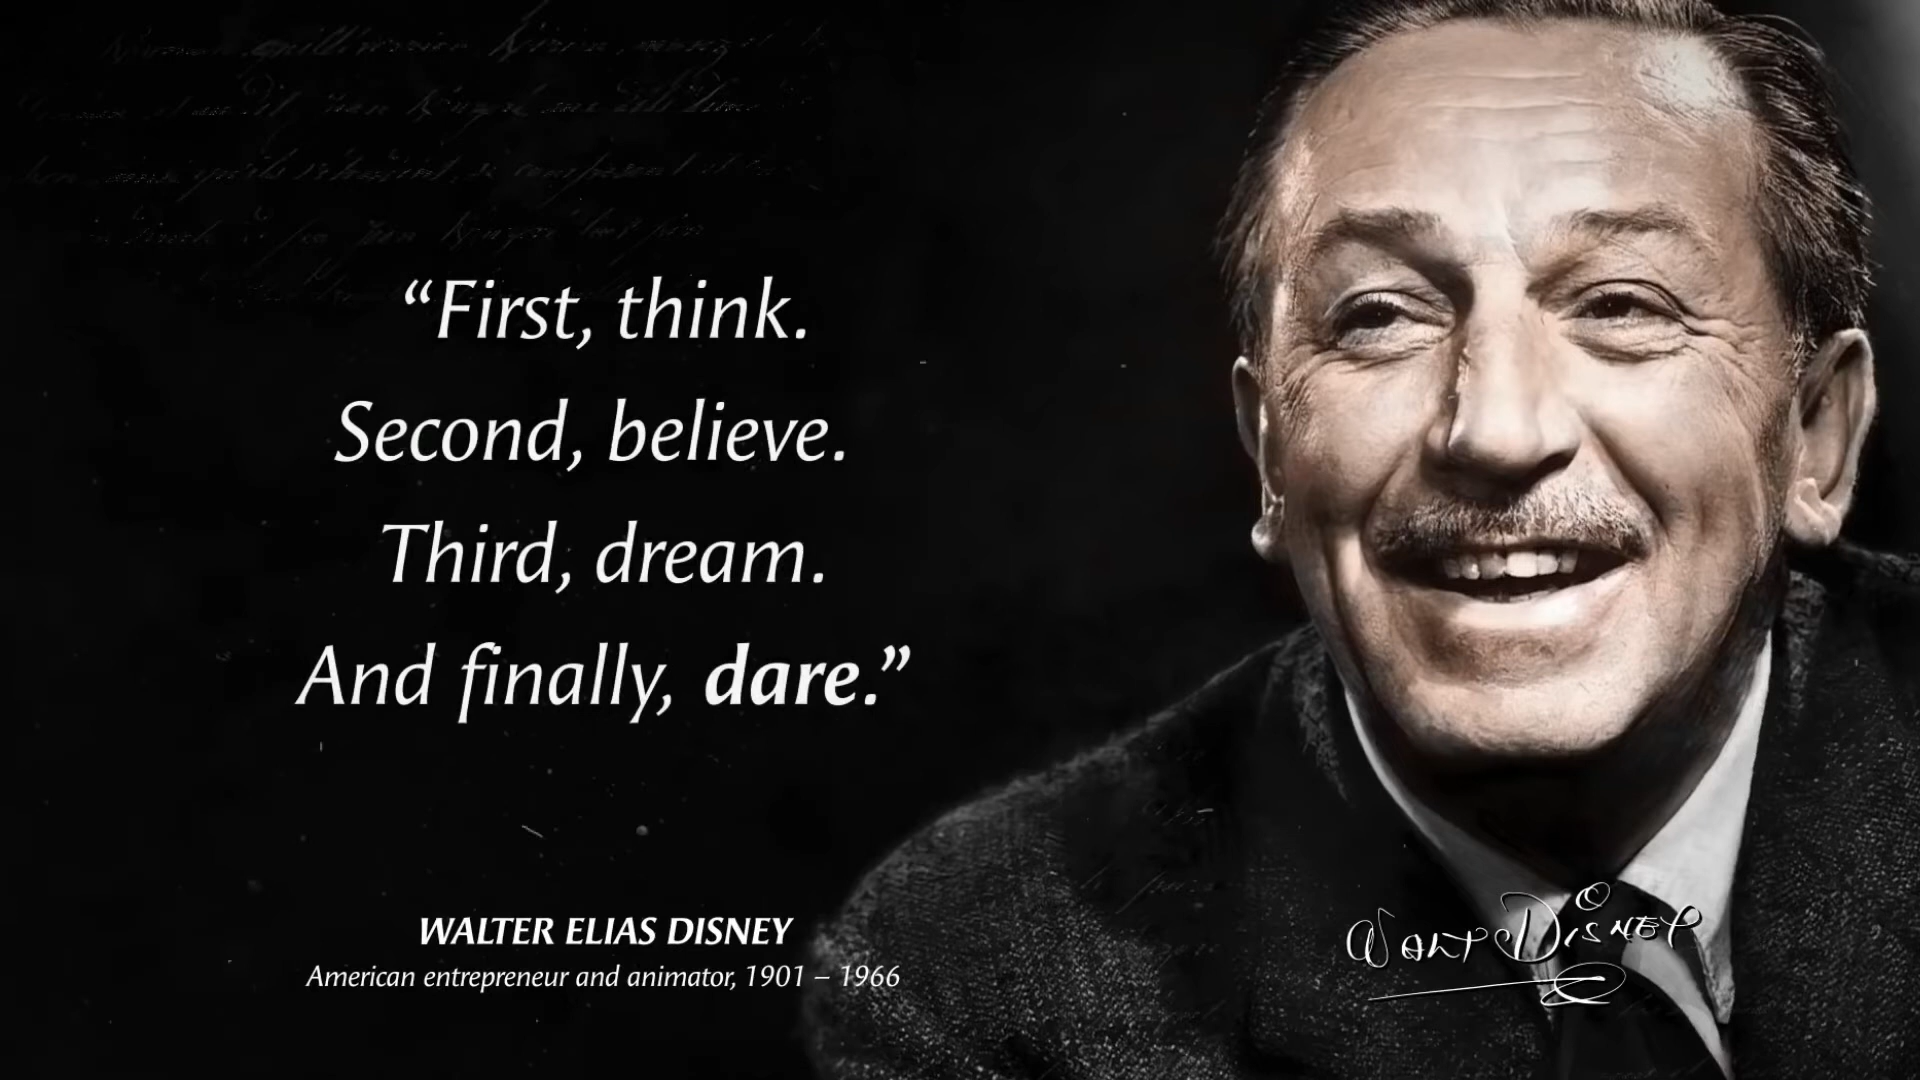 “First, think.
Second, believe.
Third, dream.
And finally, dare.”
WALTER ELIAS DISNEY
American entrepreneur and animator, 1901 – 1966
Walt Disney